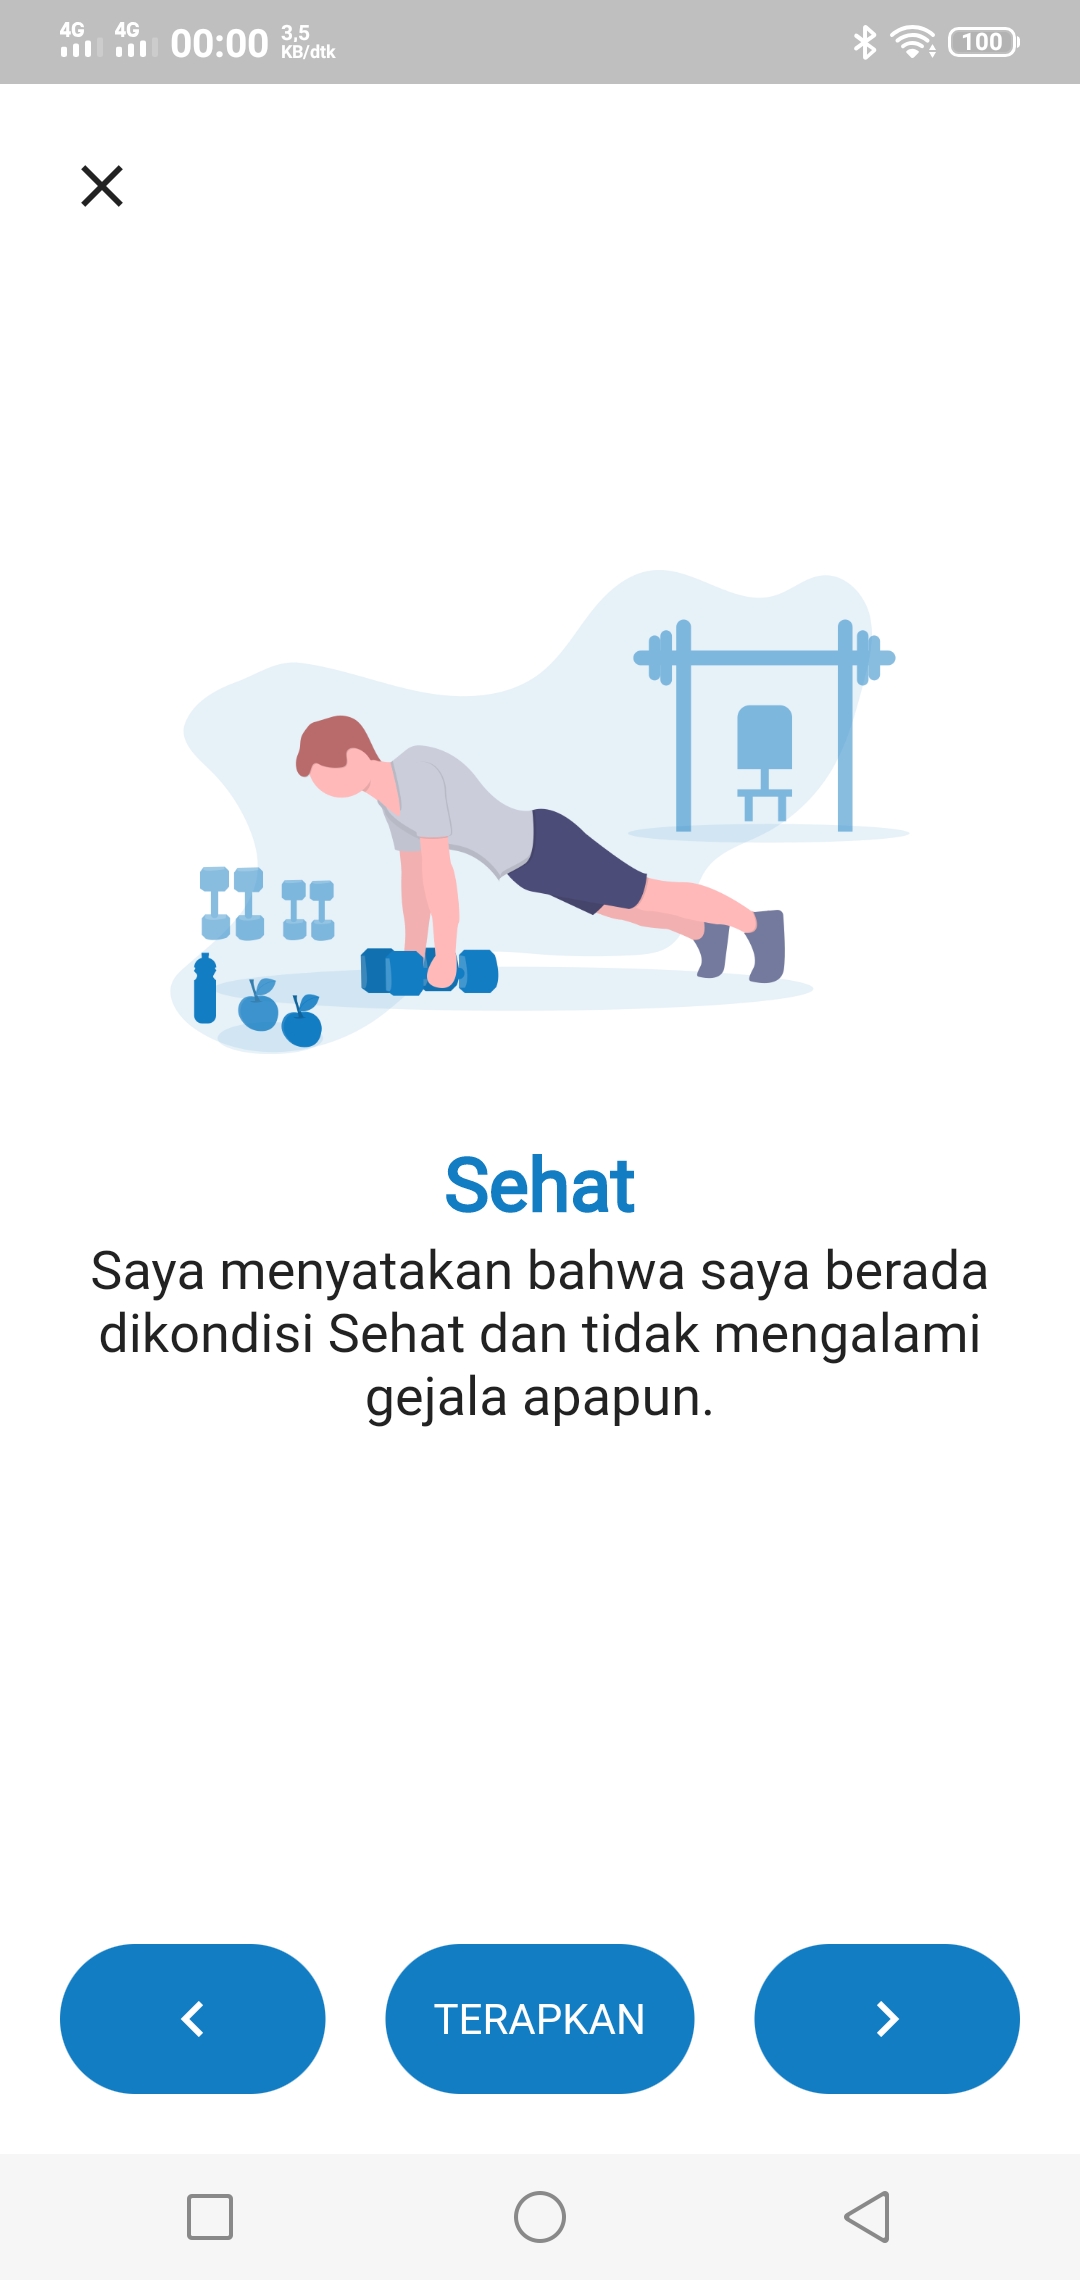 4G 4G 00:00 3,5 KB/dtk 100
Sehat
Saya menyatakan bahwa saya berada
dikondisi Sehat dan tidak mengalami
gejala apapun.
TERAPKAN